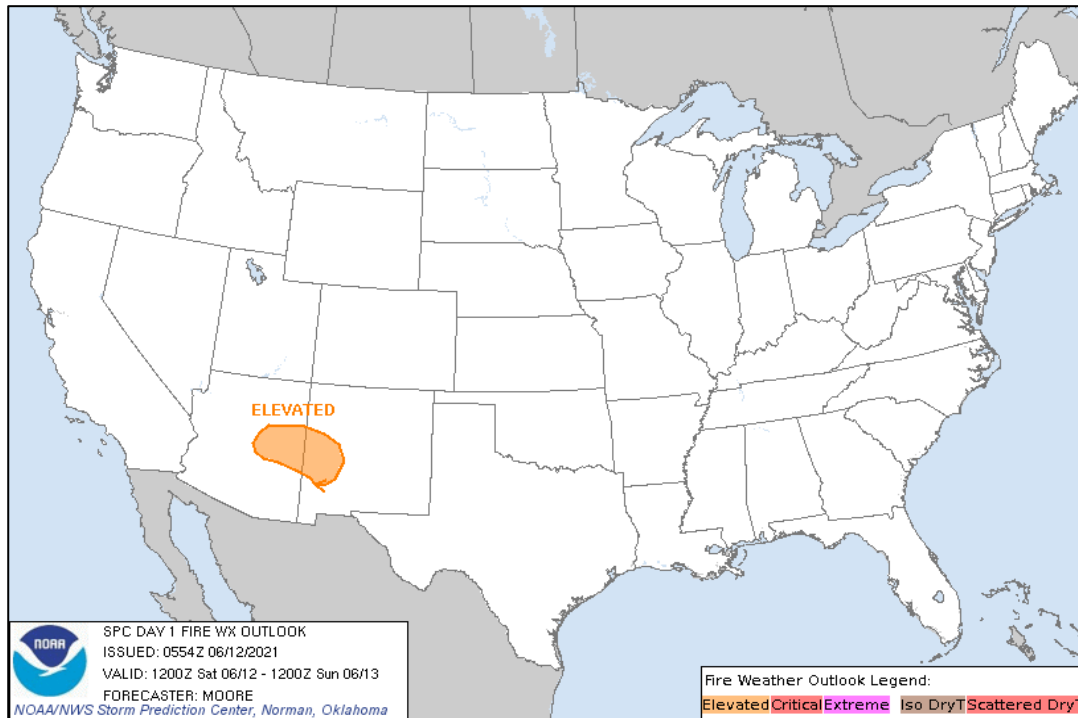 ELEVATED
NOAA
SPC DAY 1 FIRE WX OUTLOOK
ISSUED: 0554Z 06/12/2021
VALID: 1200Z Sat 06/12 - 1200Z Sun 06/13
FORECASTER: MOORE
NOAA/NWS Storm Prediction Center, Norman, Oklahoma
Fire Weather Outlook Legend:
Elevated Critical Extreme Iso DryT Scattered DryT